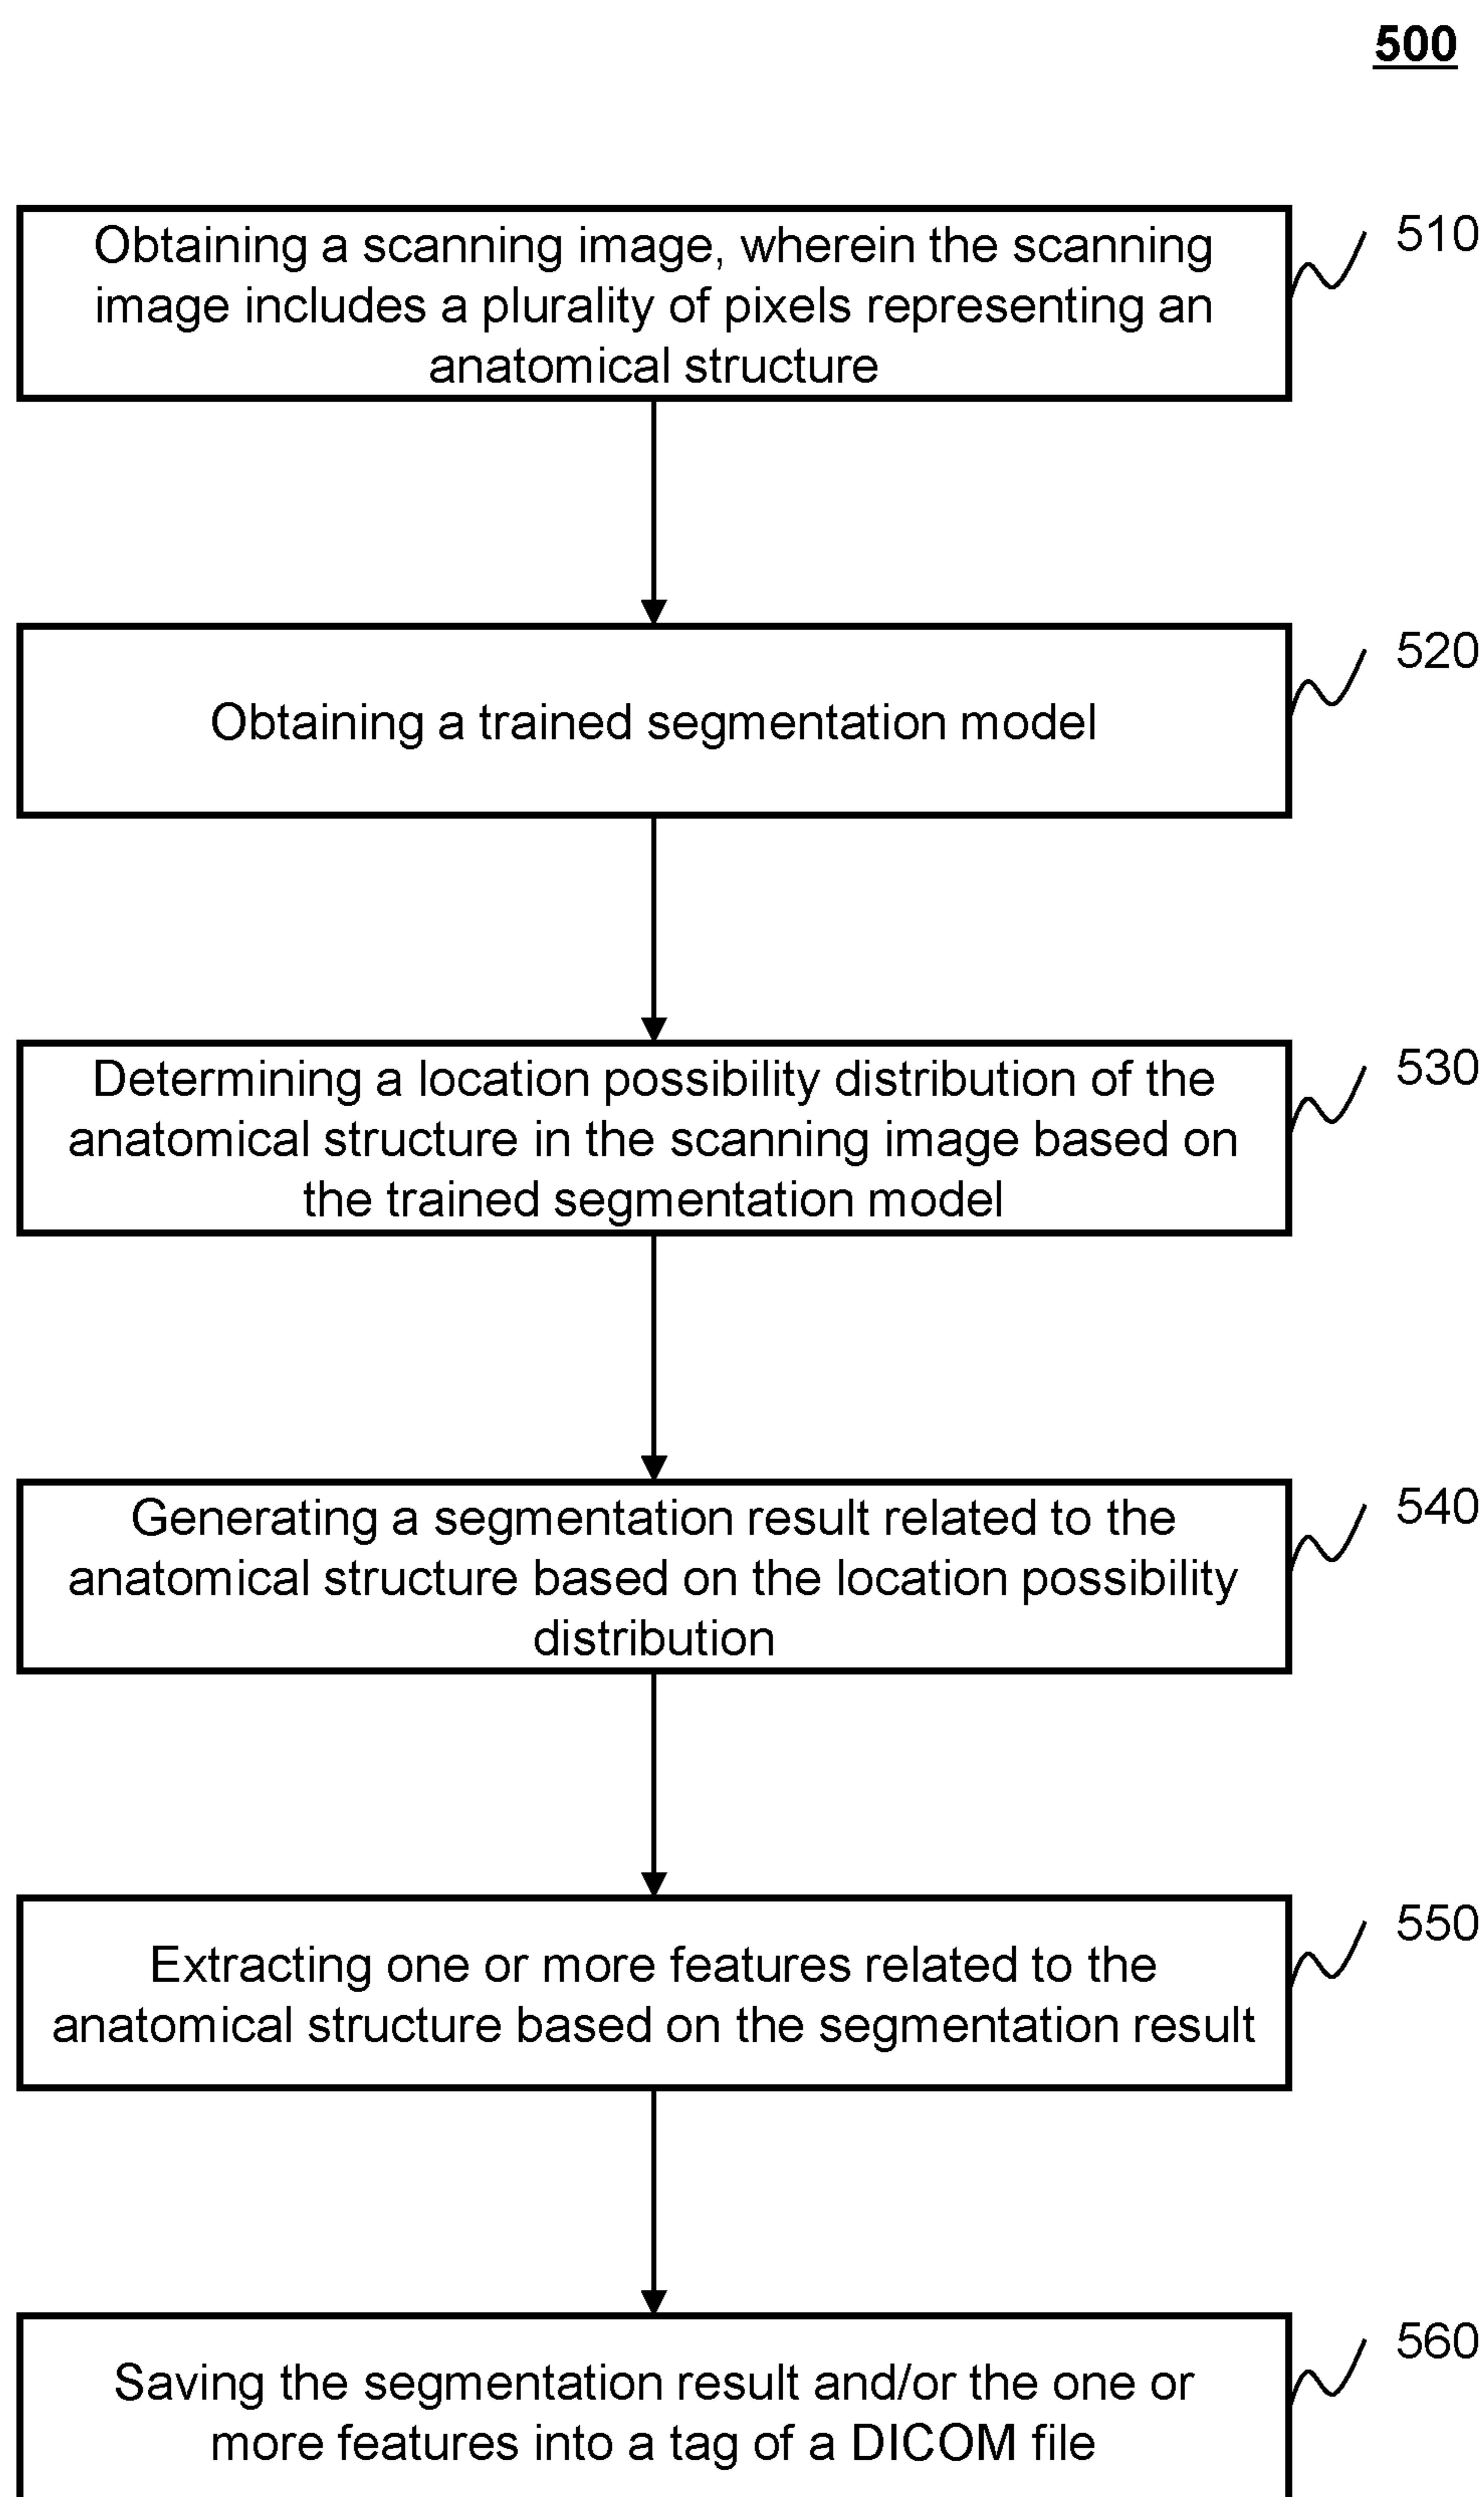 500
Obtaining a scanning image, wherein the scanning
image includes a plurality of pixels representing an
anatomical structure
510
Obtaining a trained segmentation model
520
Determining a location possibility distribution of the
anatomical structure in the scanning image based on
the trained segmentation model
530
Generating a segmentation result related to the
anatomical structure based on the location possibility
distribution
540
Extracting one or more features related to the
anatomical structure based on the segmentation result
550
Saving the segmentation result and/or the one or
more features into a tag of a DICOM file
560